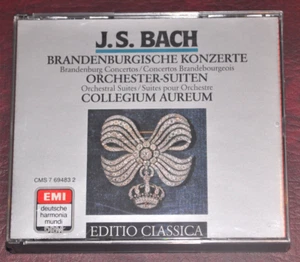 J.S. BACH
BRANDENBURGISCHE KONZERTE
Brandenburg Concertos/Concertos Brandebourgeois
ORCHESTER-SUITEN
Orchestral Suites/Suites pour Orchestre
COLLEGIUM AUREUM
CMS 7 69483 2
EMI
deutsche
harmonia
mundi
EDITIO CLASSICA